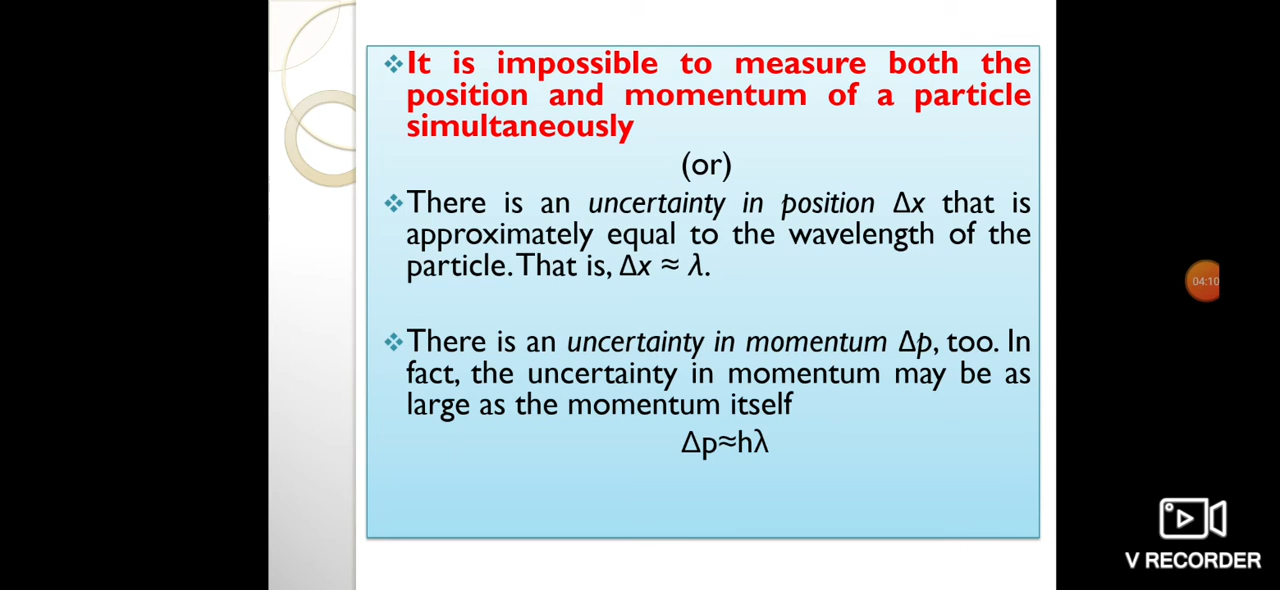 ❖It is impossible to measure both the
position and momentum of a particle
simultaneously
(or)
❖There is an uncertainty in position Δx that is
approximately equal to the wavelength of the
particle. That is, Δx ≈ λ.
❖There is an uncertainty in momentum Δp, too. In
fact, the uncertainty in momentum may be as
large as the momentum itself
Δp≈hλ
04:10
V RECORDER